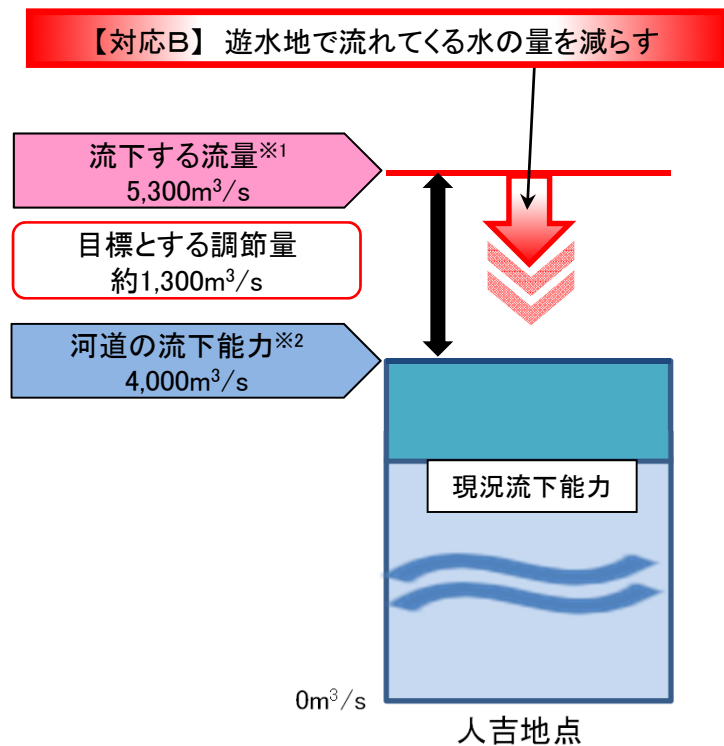 【対応B】 遊水地で流れてくる水の量を減らす
流下する流量※1
5,300m³/s
目標とする調節量
約1,300m³/s
河道の流下能力※2
4,000m³/s
現況流下能力
0m³/s
人吉地点